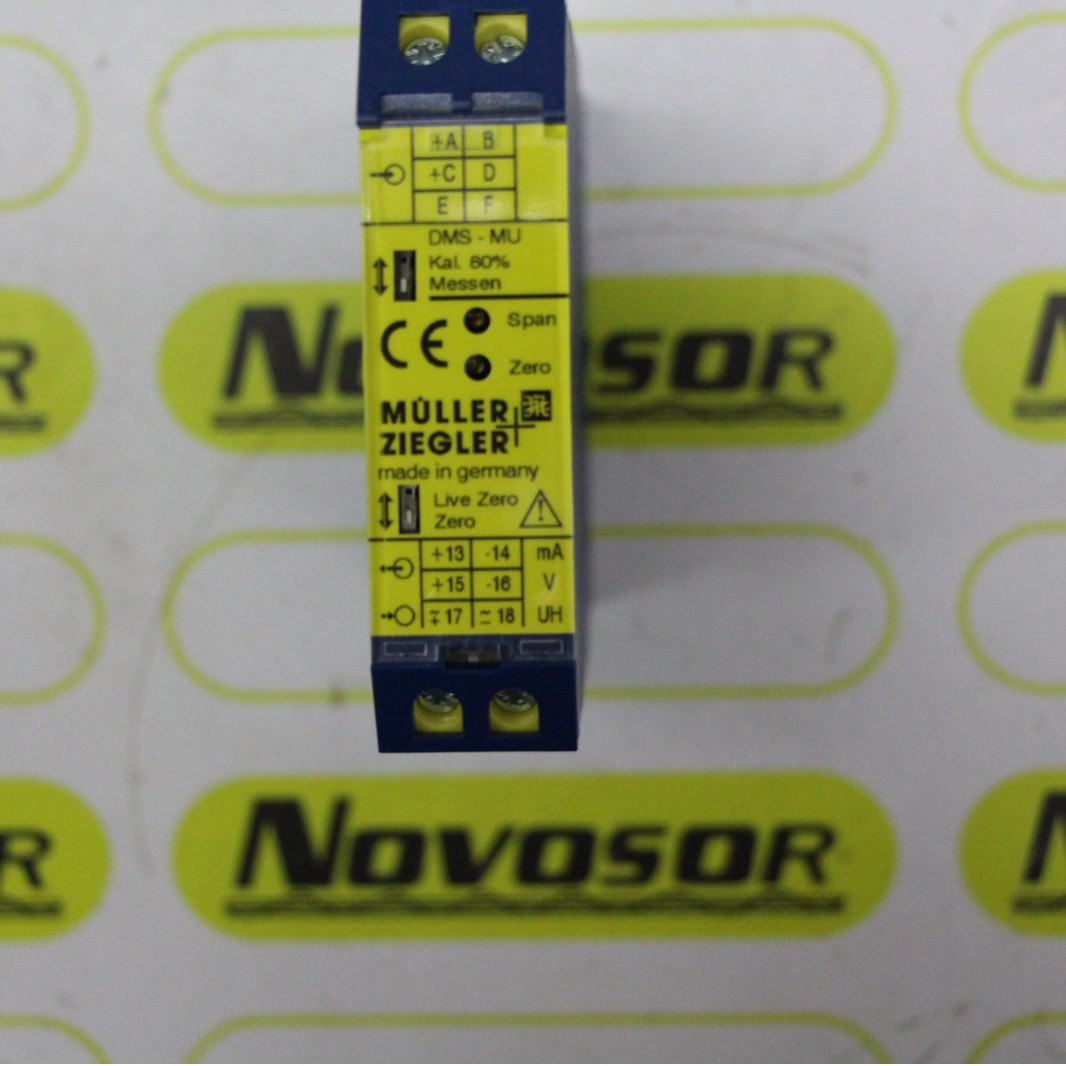 +A B
+C D
E F
DMS - MU
Kal. 80%
Messen
Span
CE
Zero
MÜLLER
ZIEGLER
made in germany
Live Zero
Zero
+13 -14 mA
+15 -16 V
≂17 ≃18 UH
NOVOSOR
NOVOSOR